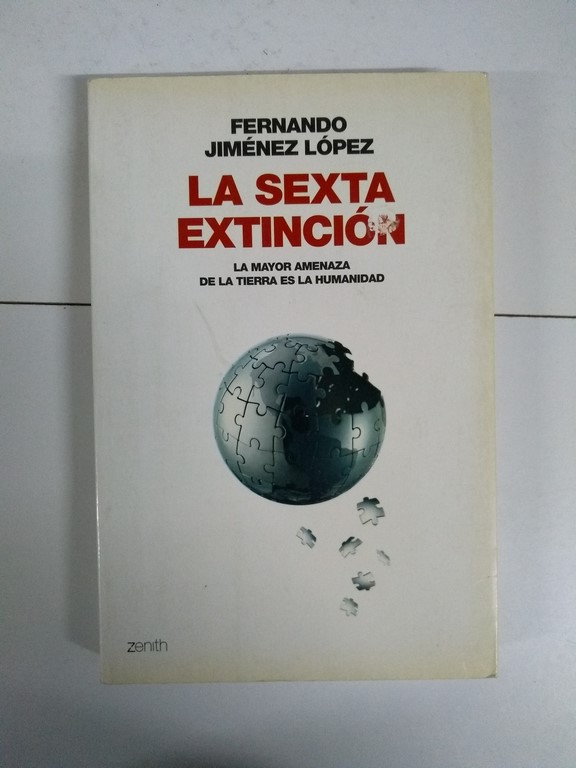 FERNANDO
JIMÉNEZ LÓPEZ
LA SEXTA
EXTINCIÓN
LA MAYOR AMENAZA
DE LA TIERRA ES LA HUMANIDAD
zenith